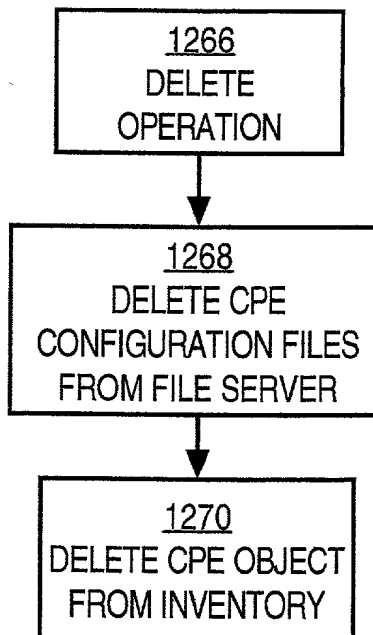 1266
DELETE
OPERATION
1268
DELETE CPE
CONFIGURATION FILES
FROM FILE SERVER
1270
DELETE CPE OBJECT
FROM INVENTORY